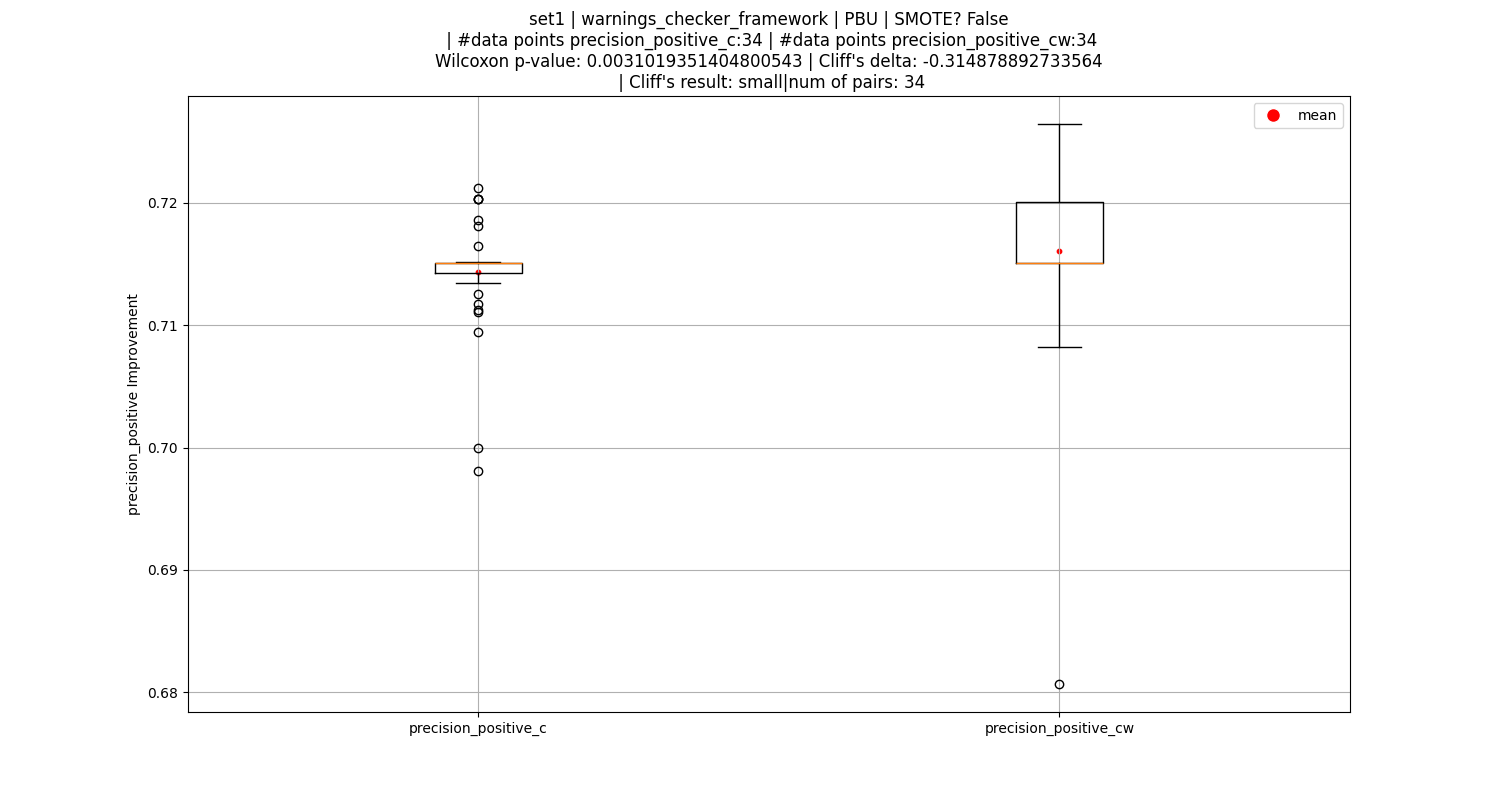 set1 | warnings_checker_framework | PBU | SMOTE? False
| #data points precision_positive_c:34 | #data points precision_positive_cw:34
Wilcoxon p-value: 0.0031019351404800543 | Cliff's delta: -0.314878892733564
| Cliff's result: small|num of pairs: 34
mean
precision_positive Improvement
0.72
0.71
0.70
0.69
0.68
precision_positive_c
precision_positive_cw